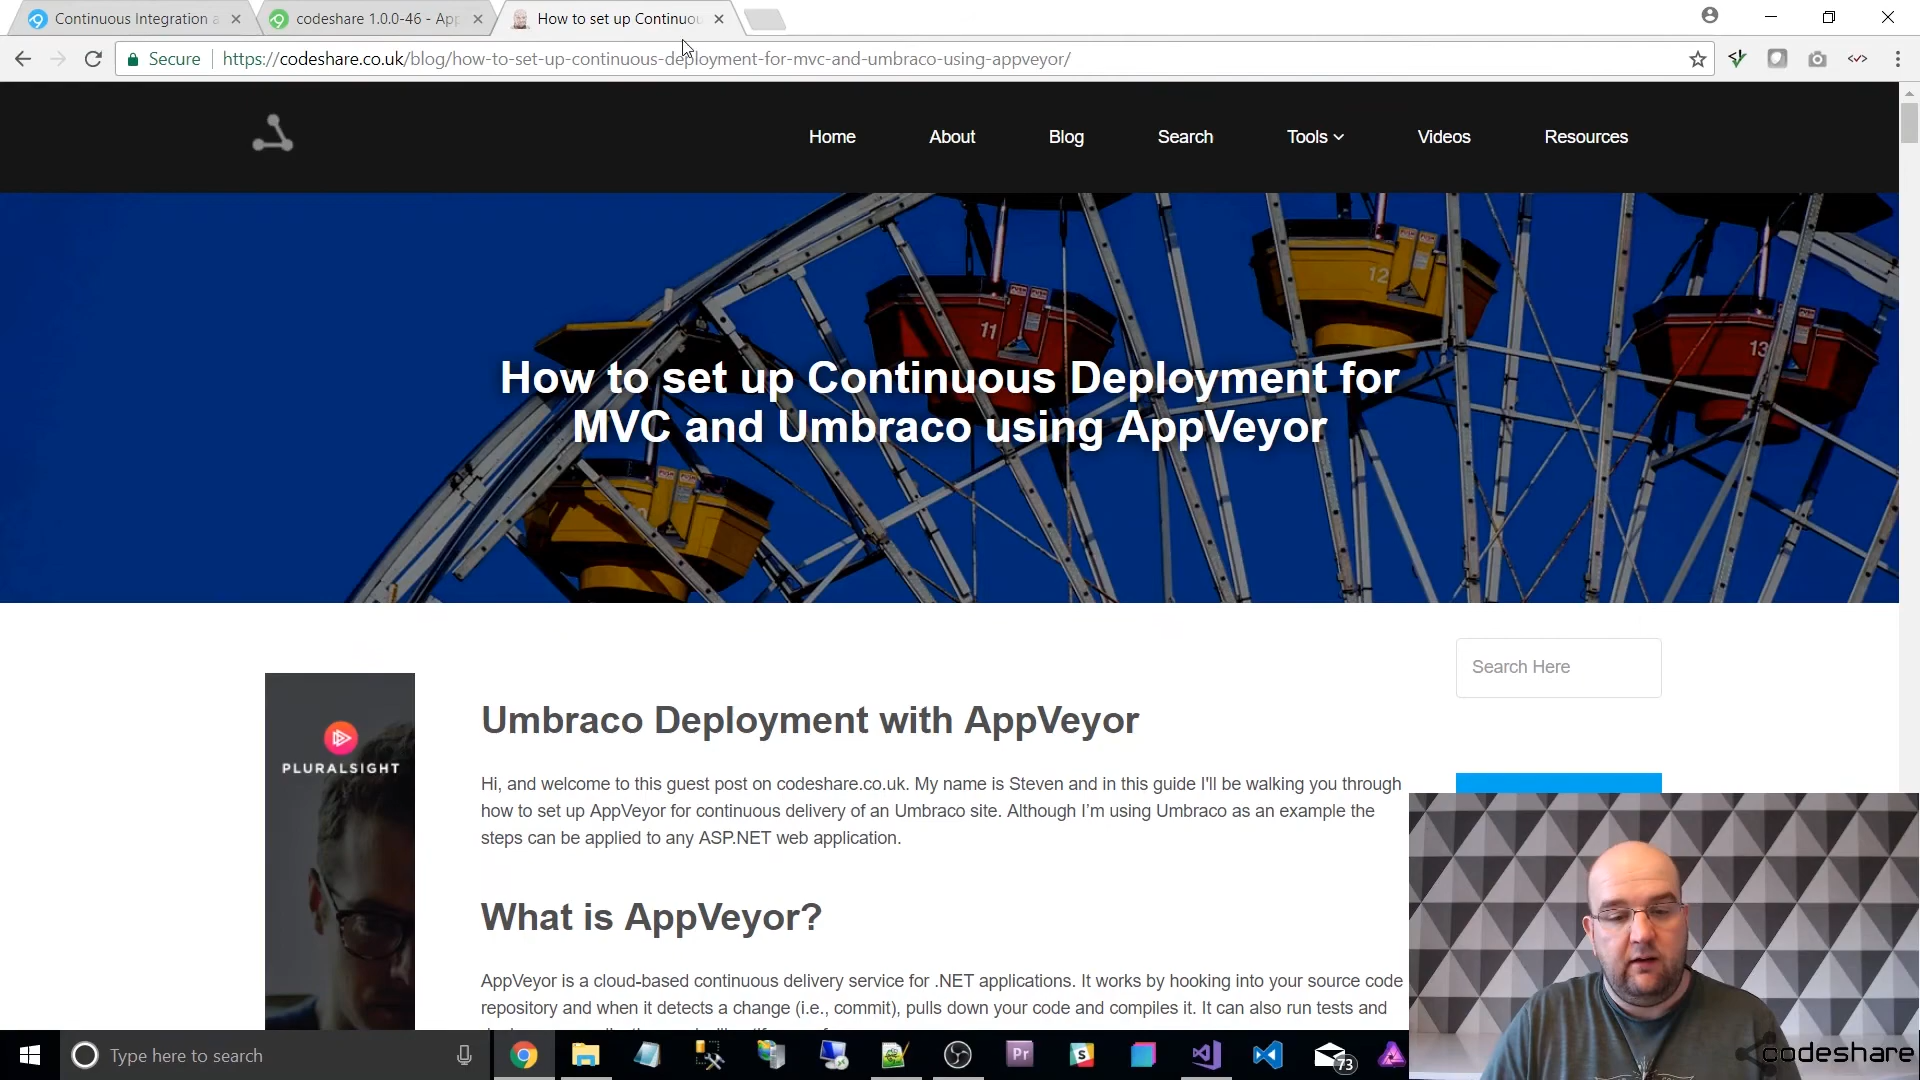 Continuous Integration a
codeshare 1.0.0-46 - App
How to set up Continuou
Secure
https://codeshare.co.uk/blog/how-to-set-up-continuous-deployment-for-mvc-and-umbraco-using-appveyor/
Home
About
Blog
Search
Tools
Videos
Resources
11
12
13
How to set up Continuous Deployment for
MVC and Umbraco using AppVeyor
Search Here
PLURALSIGHT
Umbraco Deployment with AppVeyor
Hi, and welcome to this guest post on codeshare.co.uk. My name is Steven and in this guide I'll be walking you through
how to set up AppVeyor for continuous delivery of an Umbraco site. Although I'm using Umbraco as an example the
steps can be applied to any ASP.NET web application.
What is AppVeyor?
AppVeyor is a cloud-based continuous delivery service for .NET applications. It works by hooking into your source code
repository and when it detects a change (i.e., commit), pulls down your code and compiles it. It can also run tests and
Type here to search
Pr
S
73
codeshare